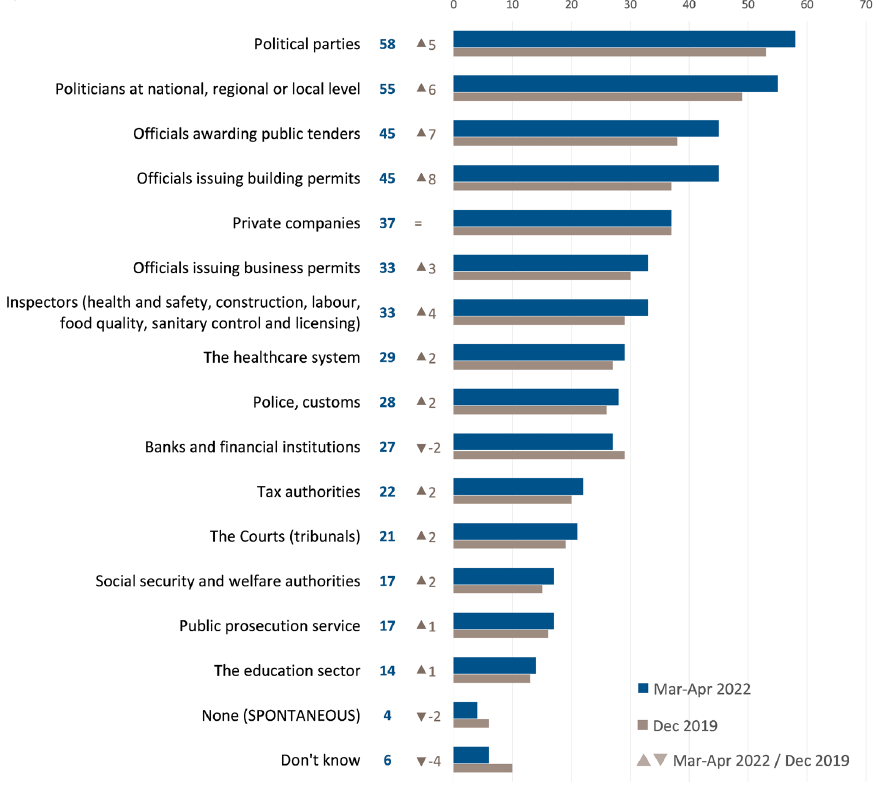 0 10 20 30 40 50 60 70
Political parties 58 ▲5
Politicians at national, regional or local level 55 ▲6
Officials awarding public tenders 45 ▲7
Officials issuing building permits 45 ▲8
Private companies 37 =
Officials issuing business permits 33 ▲3
Inspectors (health and safety, construction, labour,
food quality, sanitary control and licensing) 33 ▲4
The healthcare system 29 ▲2
Police, customs 28 ▲2
Banks and financial institutions 27 ▼-2
Tax authorities 22 ▲2
The Courts (tribunals) 21 ▲2
Social security and welfare authorities 17 ▲2
Public prosecution service 17 ▲1
The education sector 14 ▲1
None (SPONTANEOUS) 4 ▼-2
Don't know 6 ▼-4
Mar-Apr 2022
Dec 2019
▲▼ Mar-Apr 2022 / Dec 2019